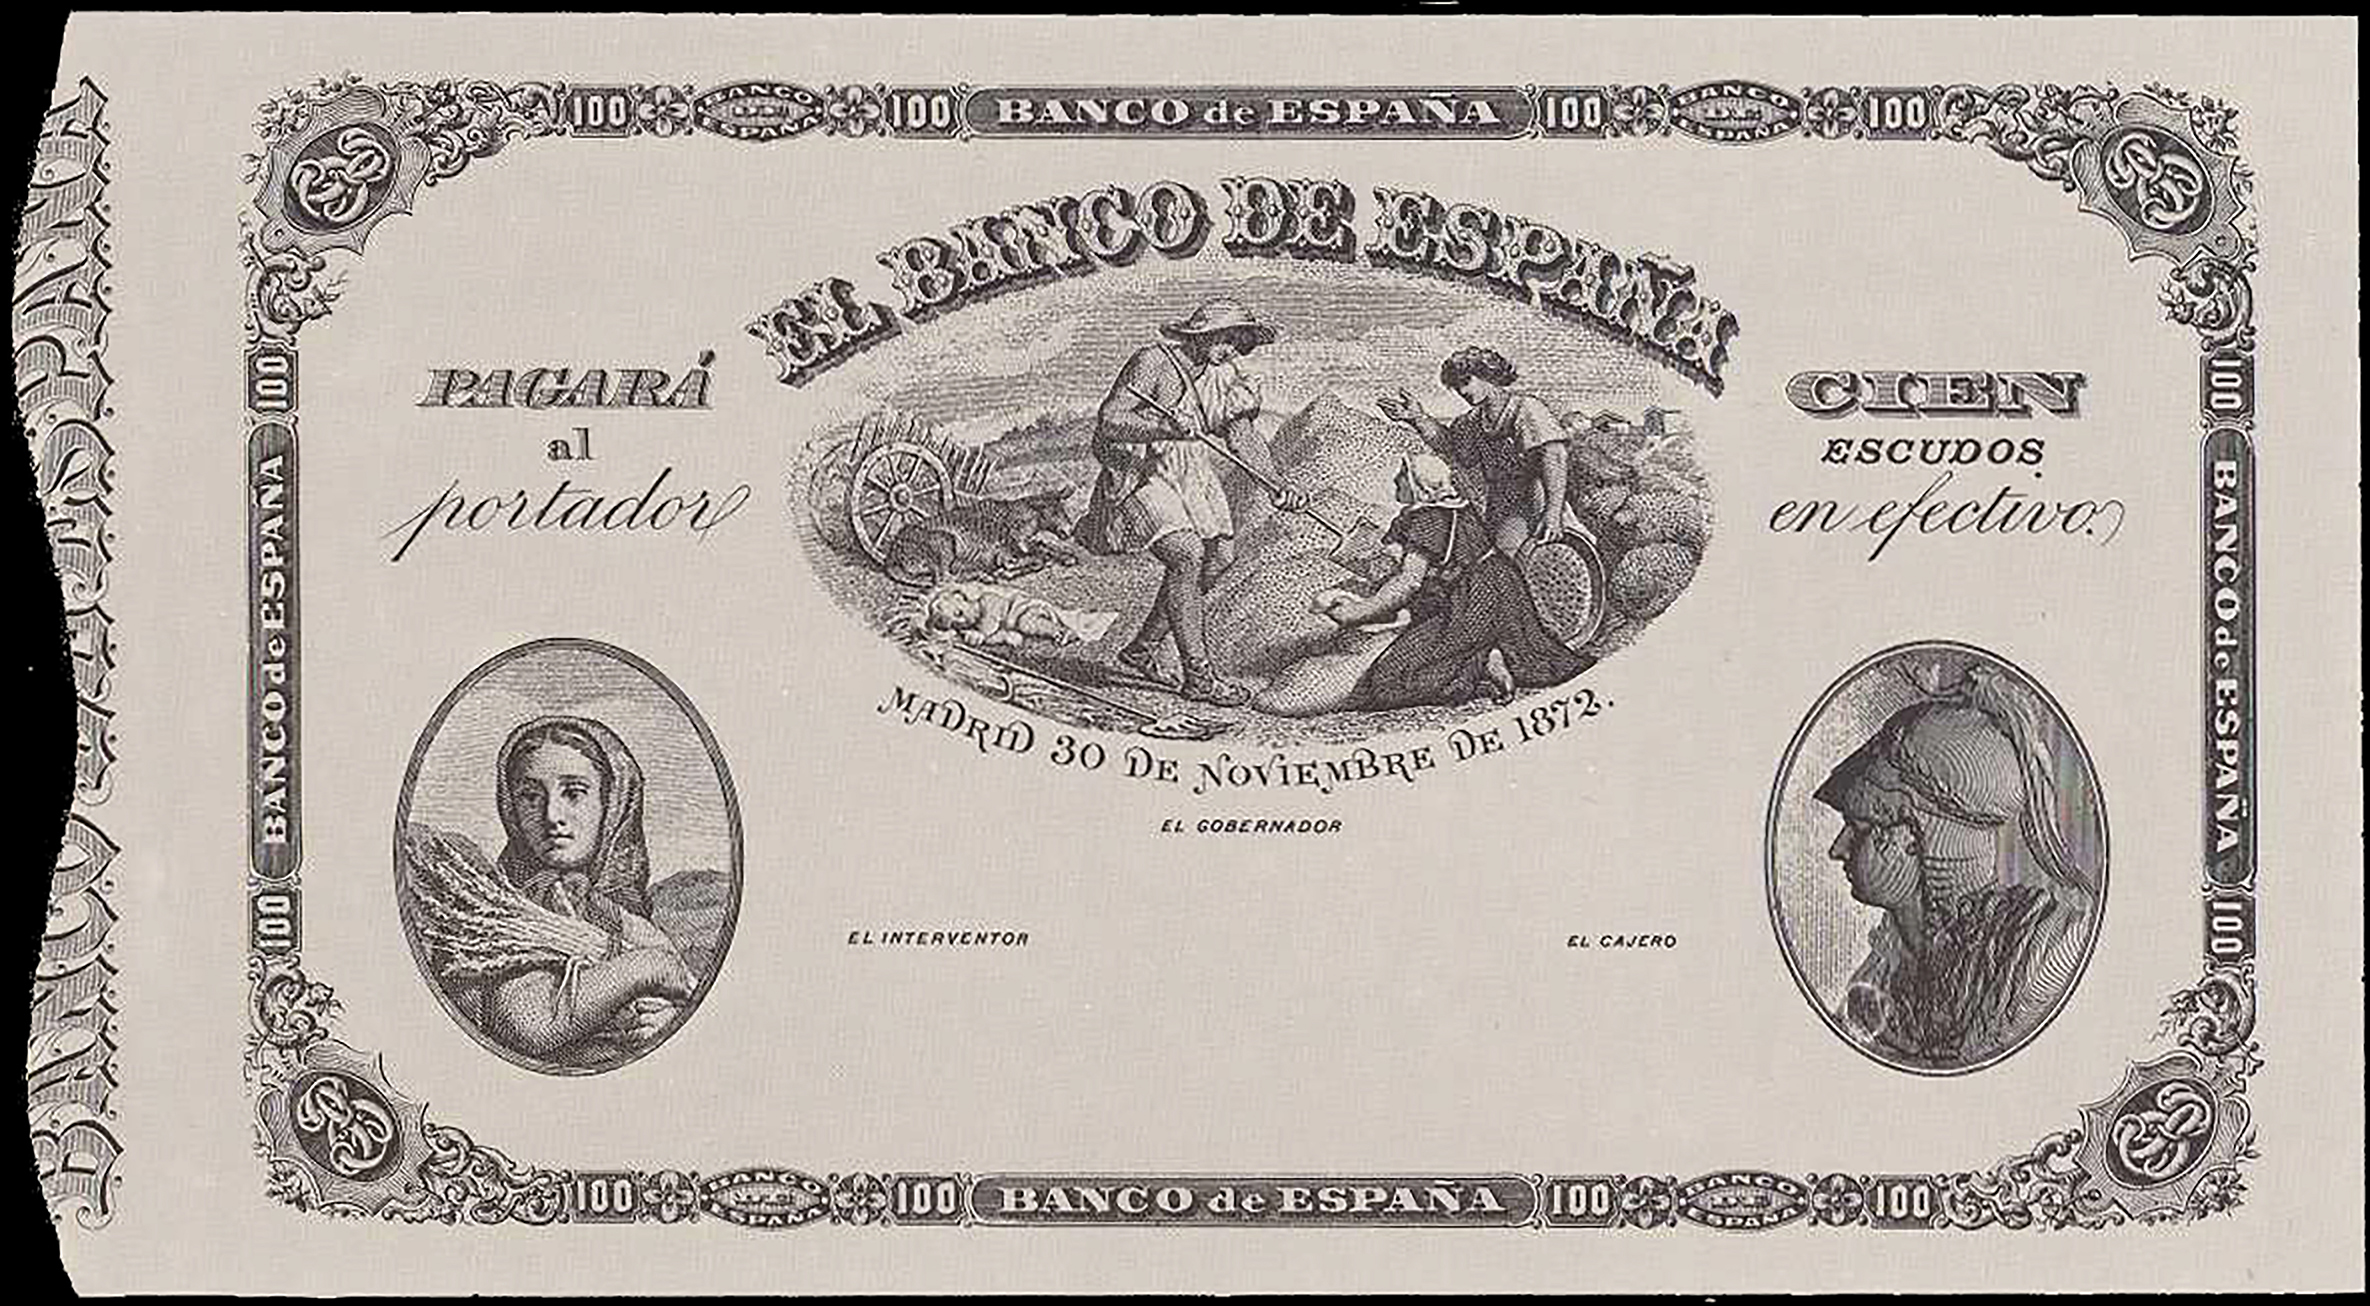 100 BANCO DE ESPAÑA 100 BANCO de ESPAÑA 100 BANCO DE ESPAÑA 100
EL BANCO DE ESPAÑA
PAGARÁ
al
portador
CIEN
ESCUDOS
en efectivo.
MADRID 30 DE NOVIEMBRE DE 1872.
EL GOBERNADOR
EL INTERVENTOR
EL CAJERO
100 BANCO de ESPAÑA 100
100 BANCO de ESPAÑA 100
100 BANCO DE ESPAÑA 100 BANCO de ESPAÑA 100 BANCO DE ESPAÑA 100
BANCO DE ESPAÑA